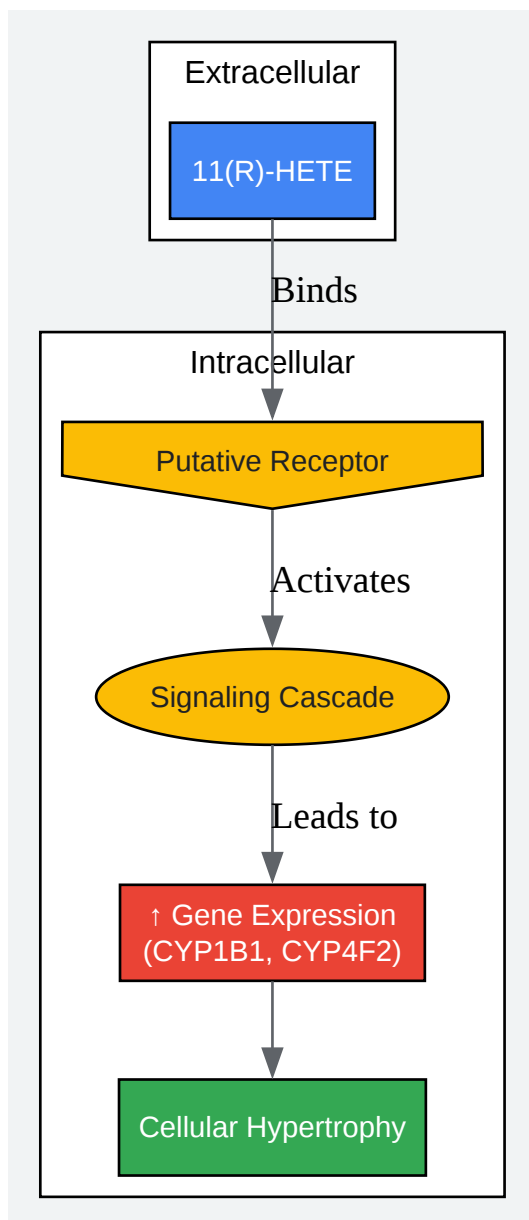 Extracellular
11(R)-HETE
Binds
Intracellular
Putative Receptor
Activates
Signaling Cascade
Leads to
↑ Gene Expression
(CYP1B1, CYP4F2)
Cellular Hypertrophy